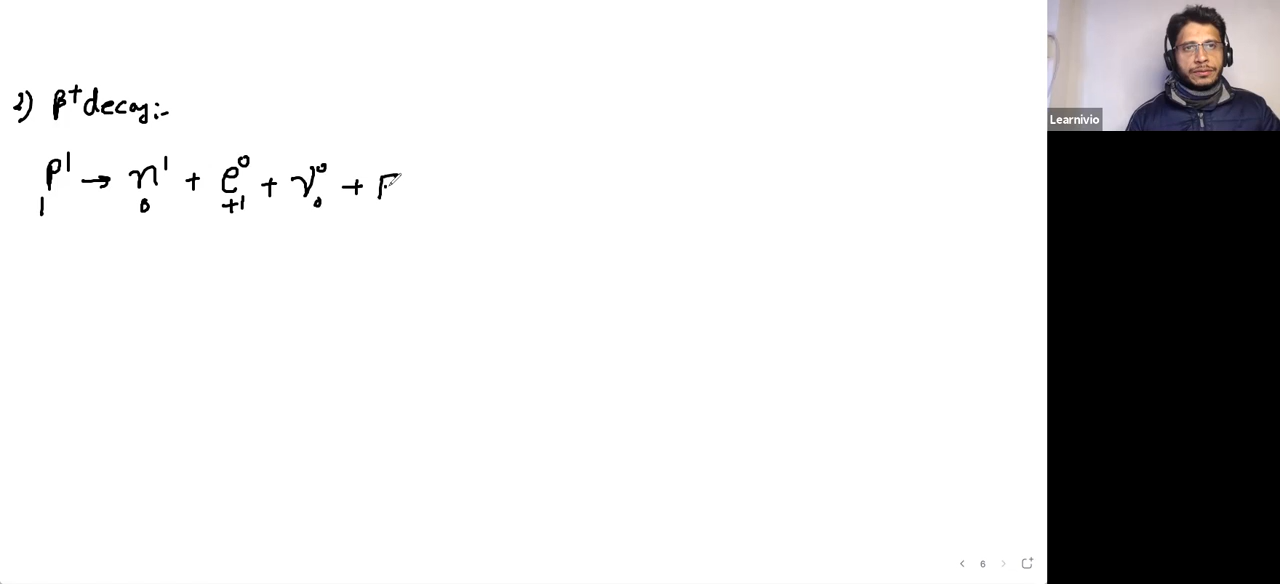 2) β⁺ decay:-
₁P¹ → ₀n¹ + ₊₁e⁰ + ₀ν⁰ +
Learnivio
6